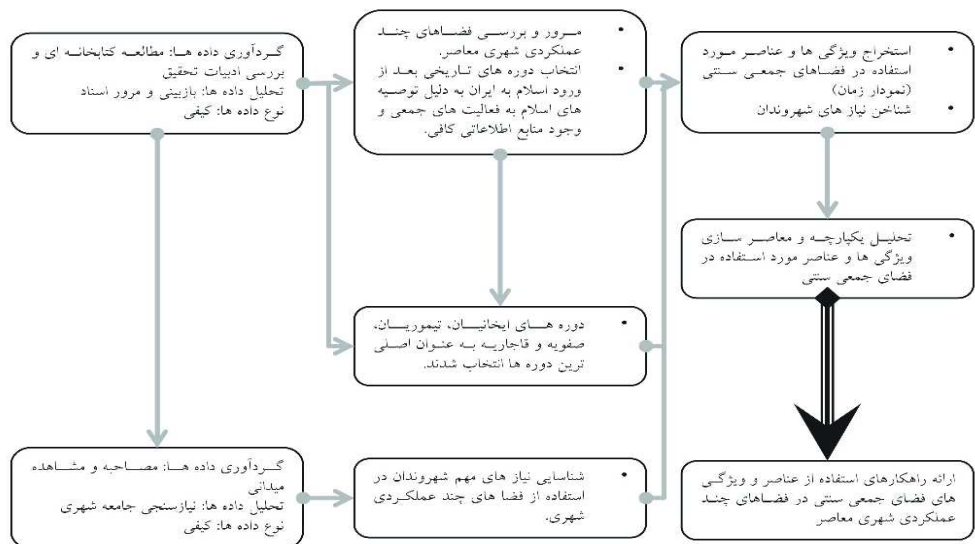 گردآوری داده ها: مطالعه کتابخانه ای و
بررسی ادبیات تحقیق
تحلیل داده ها: بازبینی و مرور اسناد
نوع داده ها: کیفی
• مرور و بررسی فضاهای چند
عملکردی شهری معاصر.
• انتخاب دوره های تاریخی بعد از
ورود اسلام به ایران به دلیل توصیه
های اسلام به فعالیت های جمعی و
وجود منابع اطلاعاتی کافی.
• استخراج ویژگی ها و عناصر مورد
استفاده در فضاهای جمعی سنتی
(نمودار زمان)
• شناختن نیاز های شهروندان
• تحلیل یکپارچه و معاصر سازی
ویژگی ها و عناصر مورد استفاده در
فضای جمعی سنتی
• دوره های ایخانیان، تیموریان،
صفویه و قاجاریه به عنوان اصلی
ترین دوره ها انتخاب شدند.
گردآوری داده ها: مصاحبه و مشاهده
میدانی
تحلیل داده ها: نیازسنجی جامعه شهری
نوع داده ها: کیفی
• شناسایی نیاز های مهم شهروندان در
استفاده از فضا های چند عملکردی
شهری.
ارائه راهکارهای استفاده از عناصر و ویژگی
های فضای جمعی سنتی در فضاهای چند
عملکردی شهری معاصر